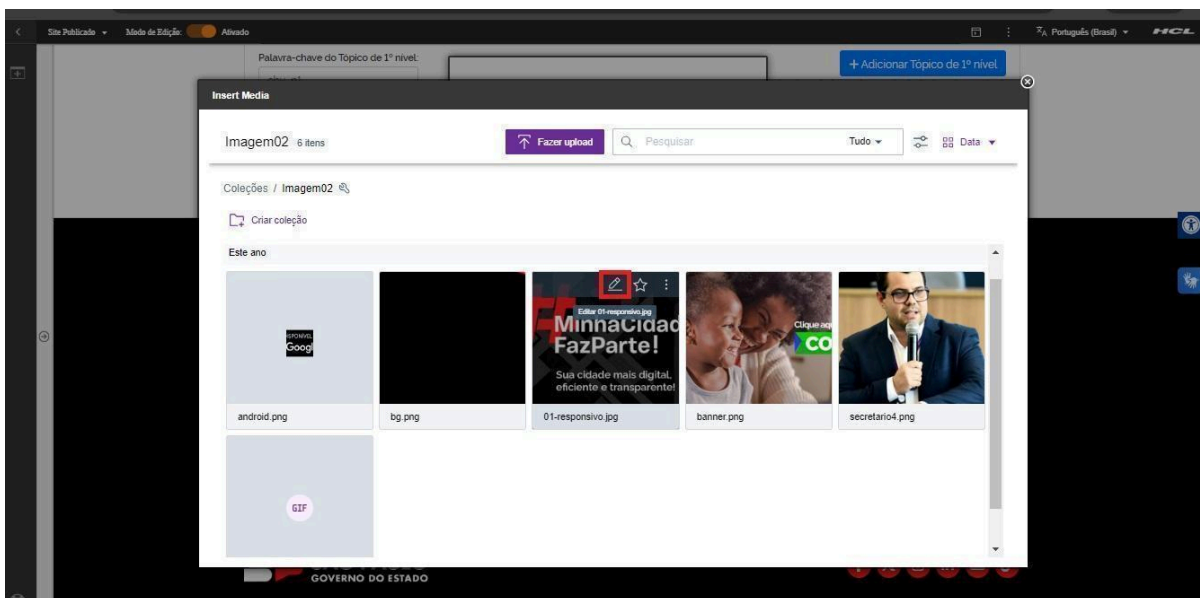 Site Publicado
Modo de Edição:
Ativado
Português (Brasil)
HCL
Palavra-chave do Tópico de 1º nível:
+ Adicionar Tópico de 1º nível
Insert Media
Imagem02 6 itens
Fazer upload
Pesquisar
Tudo
Data
Coleções / Imagem02
Criar coleção
Este ano
Editar 01-responsivo.jpg
Googl
#MinhaCidad
FazParte!
Sua cidade mais digital,
eficiente e transparente!
Clique aq
CO
android.png
bg.png
01-responsivo.jpg
banner.png
secretario4.png
GIF
GOVERNO DO ESTADO